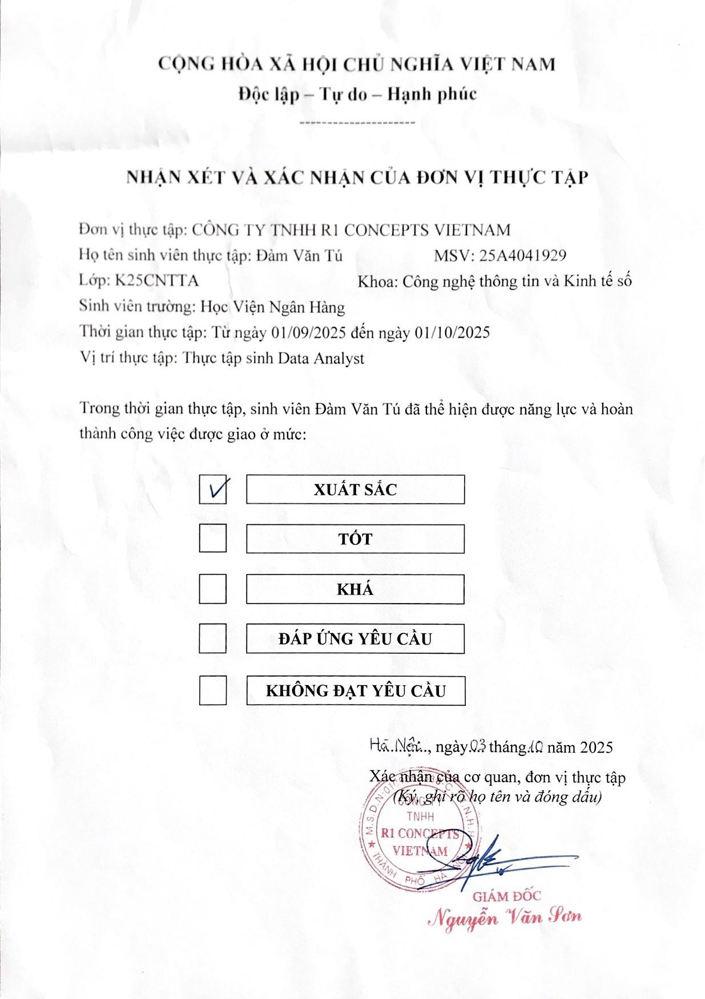 CỘNG HÒA XÃ HỘI CHỦ NGHĨA VIỆT NAM
Độc lập – Tự do – Hạnh phúc
---------------------
NHẬN XÉT VÀ XÁC NHẬN CỦA ĐƠN VỊ THỰC TẬP
Đơn vị thực tập: CÔNG TY TNHH R1 CONCEPTS VIETNAM
Họ tên sinh viên thực tập: Đàm Văn Tú MSV: 25A4041929
Lớp: K25CNTTA Khoa: Công nghệ thông tin và Kinh tế số
Sinh viên trường: Học Viện Ngân Hàng
Thời gian thực tập: Từ ngày 01/09/2025 đến ngày 01/10/2025
Vị trí thực tập: Thực tập sinh Data Analyst
Trong thời gian thực tập, sinh viên Đàm Văn Tú đã thể hiện được năng lực và hoàn
thành công việc được giao ở mức:
XUẤT SẮC
TỐT
KHÁ
ĐÁP ỨNG YÊU CẦU
KHÔNG ĐẠT YÊU CẦU
Hà Nội, ngày 03 tháng 10 năm 2025
Xác nhận của cơ quan, đơn vị thực tập
(Ký, ghi rõ họ tên và đóng dấu)
M.S.D.N:
CÔNG TY
TNHH
R1 CONCEPTS
VIETNAM
THÀNH PHỐ HÀ NỘI
GIÁM ĐỐC
Nguyễn Văn Sơn